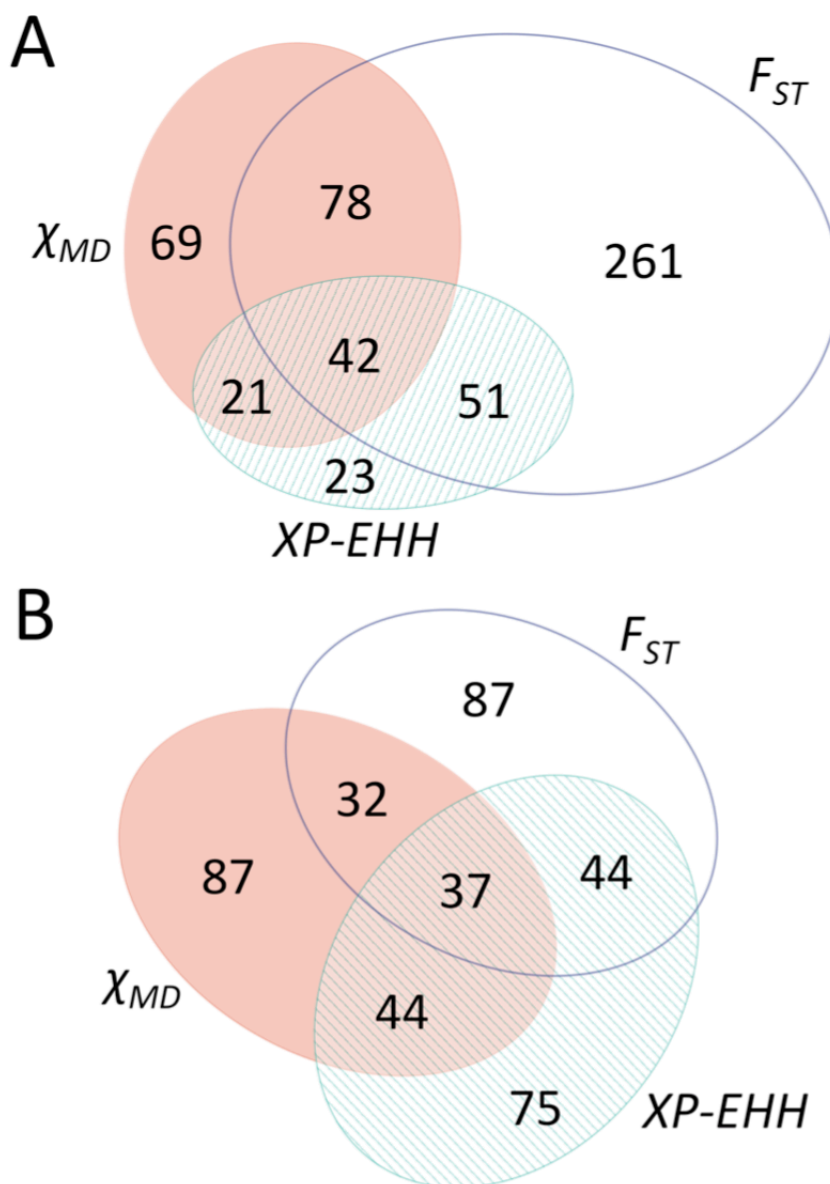 A
F_ST
78
χ_MD
69
261
42
21
51
23
XP-EHH
B
F_ST
87
32
87
44
37
χ_MD
44
75
XP-EHH